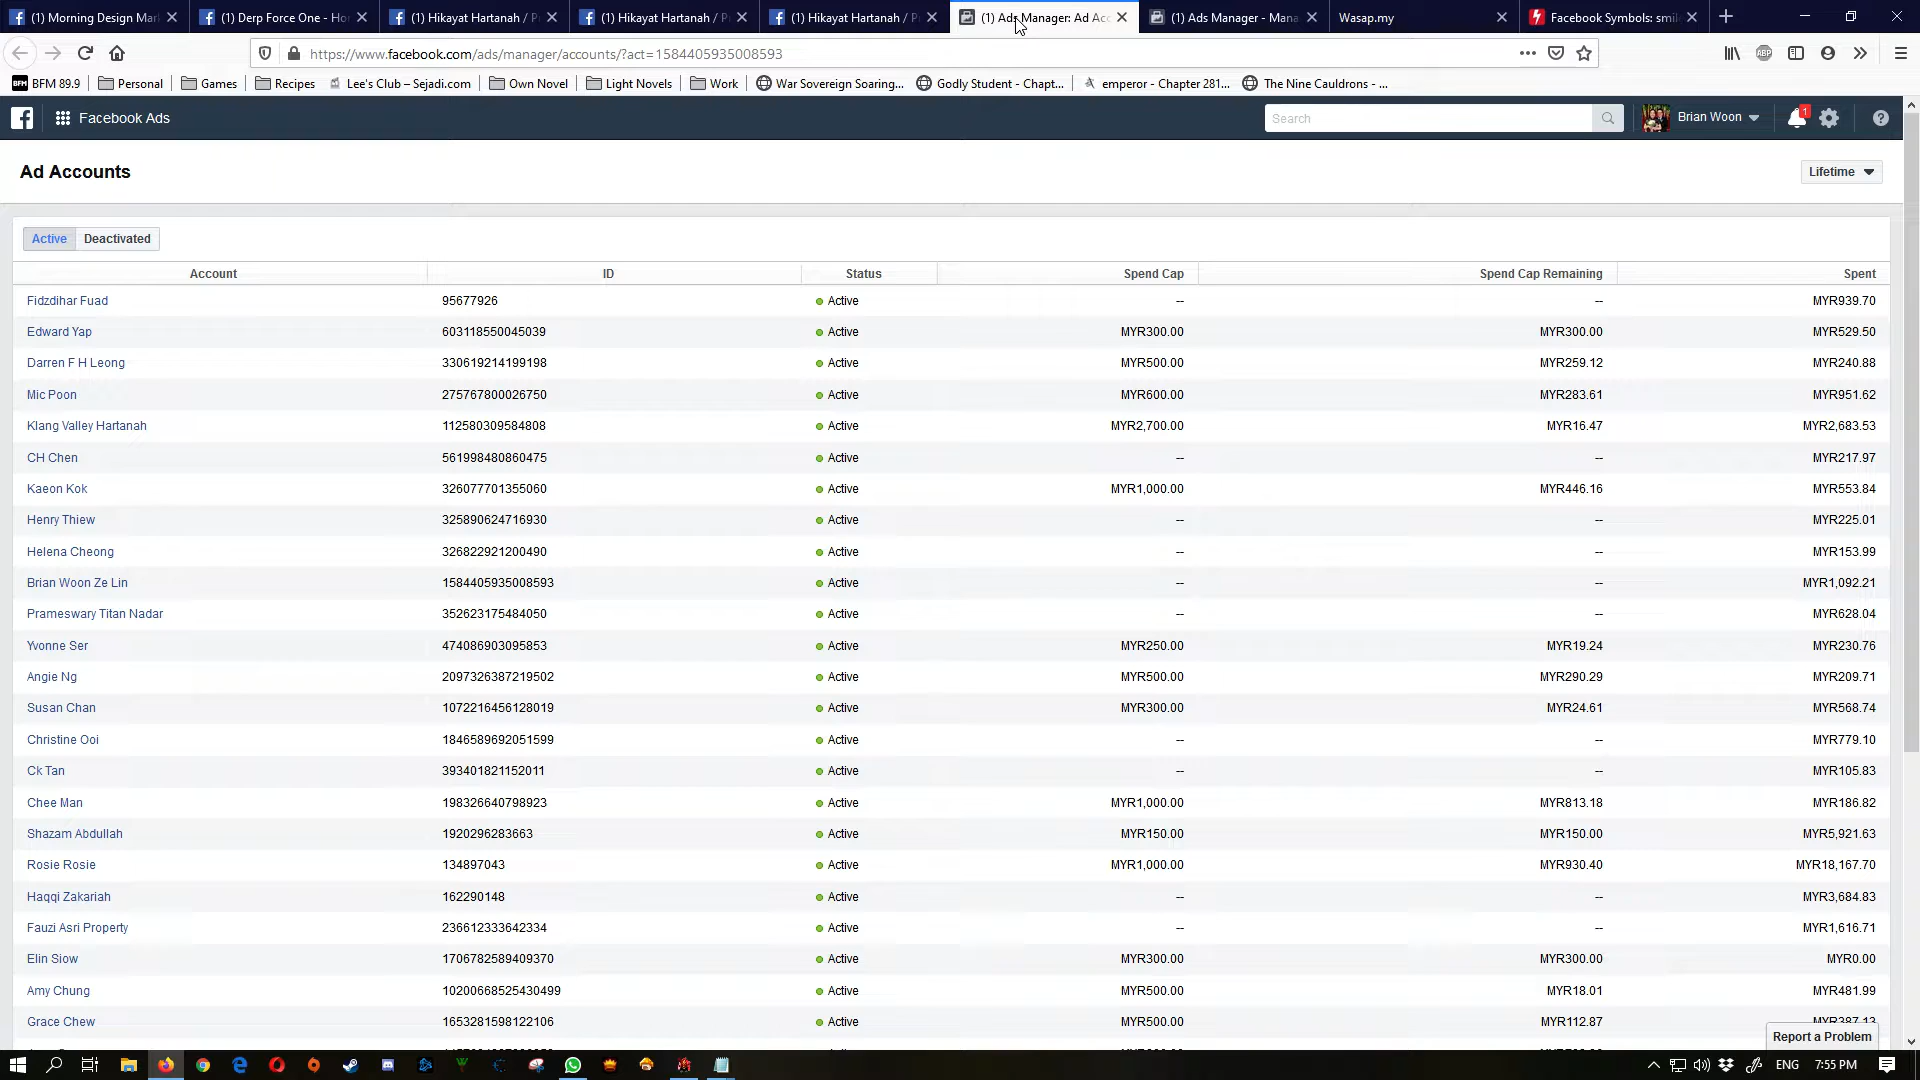 (1) Morning Design Mar
(1) Derp Force One - Ho
(1) Hikayat Hartanah / P
(1) Hikayat Hartanah / P
(1) Hikayat Hartanah / P
(1) Ads Manager: Ad Acc
(1) Ads Manager - Mana
Wasap.my
Facebook Symbols: smil
https://www.facebook.com/ads/manager/accounts/?act=1584405935008593
BFM 89.9
Personal
Games
Recipes
Lee's Club – Sejadi.com
Own Novel
Light Novels
Work
War Sovereign Soaring...
Godly Student - Chapt...
emperor - Chapter 281...
The Nine Cauldrons - ...
Facebook Ads
Search
Brian Woon
1
Ad Accounts
Lifetime
Active Deactivated
Account ID Status Spend Cap Spend Cap Remaining Spent
Fidzdihar Fuad 95677926 Active -- -- MYR939.70
Edward Yap 603118550045039 Active MYR300.00 MYR300.00 MYR529.50
Darren F H Leong 330619214199198 Active MYR500.00 MYR259.12 MYR240.88
Mic Poon 275767800026750 Active MYR600.00 MYR283.61 MYR951.62
Klang Valley Hartanah 112580309584808 Active MYR2,700.00 MYR16.47 MYR2,683.53
CH Chen 561998480860475 Active -- -- MYR217.97
Kaeon Kok 326077701355060 Active MYR1,000.00 MYR446.16 MYR553.84
Henry Thiew 325890624716930 Active -- -- MYR225.01
Helena Cheong 326822921200490 Active -- -- MYR153.99
Brian Woon Ze Lin 1584405935008593 Active -- -- MYR1,092.21
Prameswary Titan Nadar 352623175484050 Active -- -- MYR628.04
Yvonne Ser 474086903095853 Active MYR250.00 MYR19.24 MYR230.76
Angie Ng 2097326387219502 Active MYR500.00 MYR290.29 MYR209.71
Susan Chan 1072216456128019 Active MYR300.00 MYR24.61 MYR568.74
Christine Ooi 1846589692051599 Active -- -- MYR779.10
Ck Tan 393401821152011 Active -- -- MYR105.83
Chee Man 198326640798923 Active MYR1,000.00 MYR813.18 MYR186.82
Shazam Abdullah 1920296283663 Active MYR150.00 MYR150.00 MYR5,921.63
Rosie Rosie 134897043 Active MYR1,000.00 MYR930.40 MYR18,167.70
Haqqi Zakariah 162290148 Active -- -- MYR3,684.83
Fauzi Asri Property 236612333642334 Active -- -- MYR1,616.71
Elin Siow 1706782589409370 Active MYR300.00 MYR300.00 MYR0.00
Amy Chung 10200668525430499 Active MYR500.00 MYR18.01 MYR481.99
Grace Chew 1653281598122106 Active MYR500.00 MYR112.87 MYR387.13
Report a Problem
ENG 7:55 PM